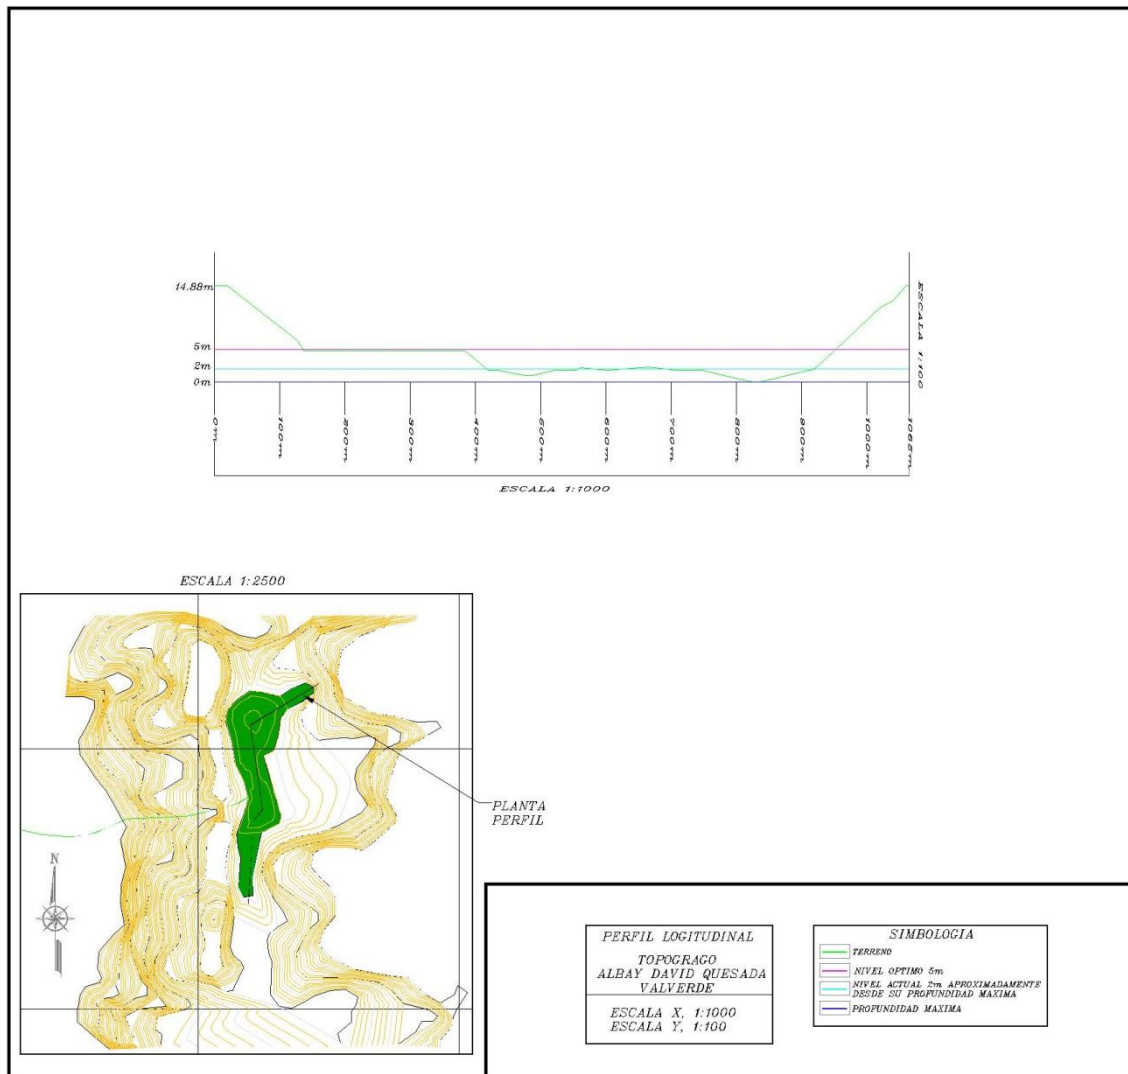 14.88m
5m
2m
0m
ESCALA 1:100
0m
100m
200m
300m
400m
500m
600m
700m
800m
900m
1000m
1065m
ESCALA 1:1000
ESCALA 1:2500
PLANTA
PERFIL
N
PERFIL LOGITUDINAL
TOPOGRAGO
ALBAY DAVID QUESADA
VALVERDE
ESCALA X, 1:1000
ESCALA Y, 1:100
SIMBOLOGIA
TERRENO
NIVEL OPTIMO 5m
NIVEL ACTUAL 2m APROXIMADAMENTE
DESDE SU PROFUNDIDAD MAXIMA
PROFUNDIDAD MAXIMA